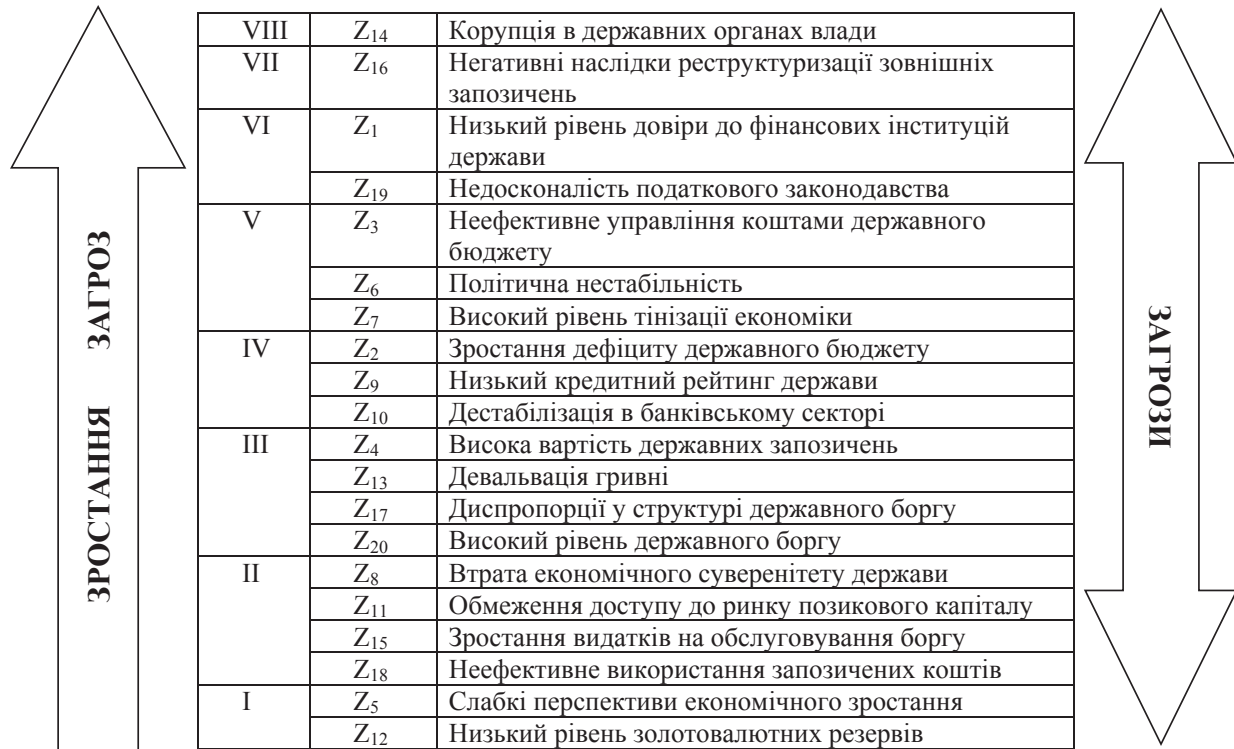 VIII Z14 Корупція в державних органах влади
VII Z16 Негативні наслідки реструктуризації зовнішніх
запозичень
VI Z1 Низький рівень довіри до фінансових інституцій
держави
Z19 Недосконалість податкового законодавства
V Z3 Неефективне управління коштами державного
бюджету
Z6 Політична нестабільність
Z7 Високий рівень тінізації економіки
IV Z2 Зростання дефіциту державного бюджету
Z9 Низький кредитний рейтинг держави
Z10 Дестабілізація в банківському секторі
III Z4 Висока вартість державних запозичень
Z13 Девальвація гривні
Z17 Диспропорції у структурі державного боргу
Z20 Високий рівень державного боргу
II Z8 Втрата економічного суверенітету держави
Z11 Обмеження доступу до ринку позикового капіталу
Z15 Зростання видатків на обслуговування боргу
Z18 Неефективне використання запозичених коштів
I Z5 Слабкі перспективи економічного зростання
Z12 Низький рівень золотовалютних резервів
ЗРОСТАННЯ ЗАГРОЗ
ЗАГРОЗИ